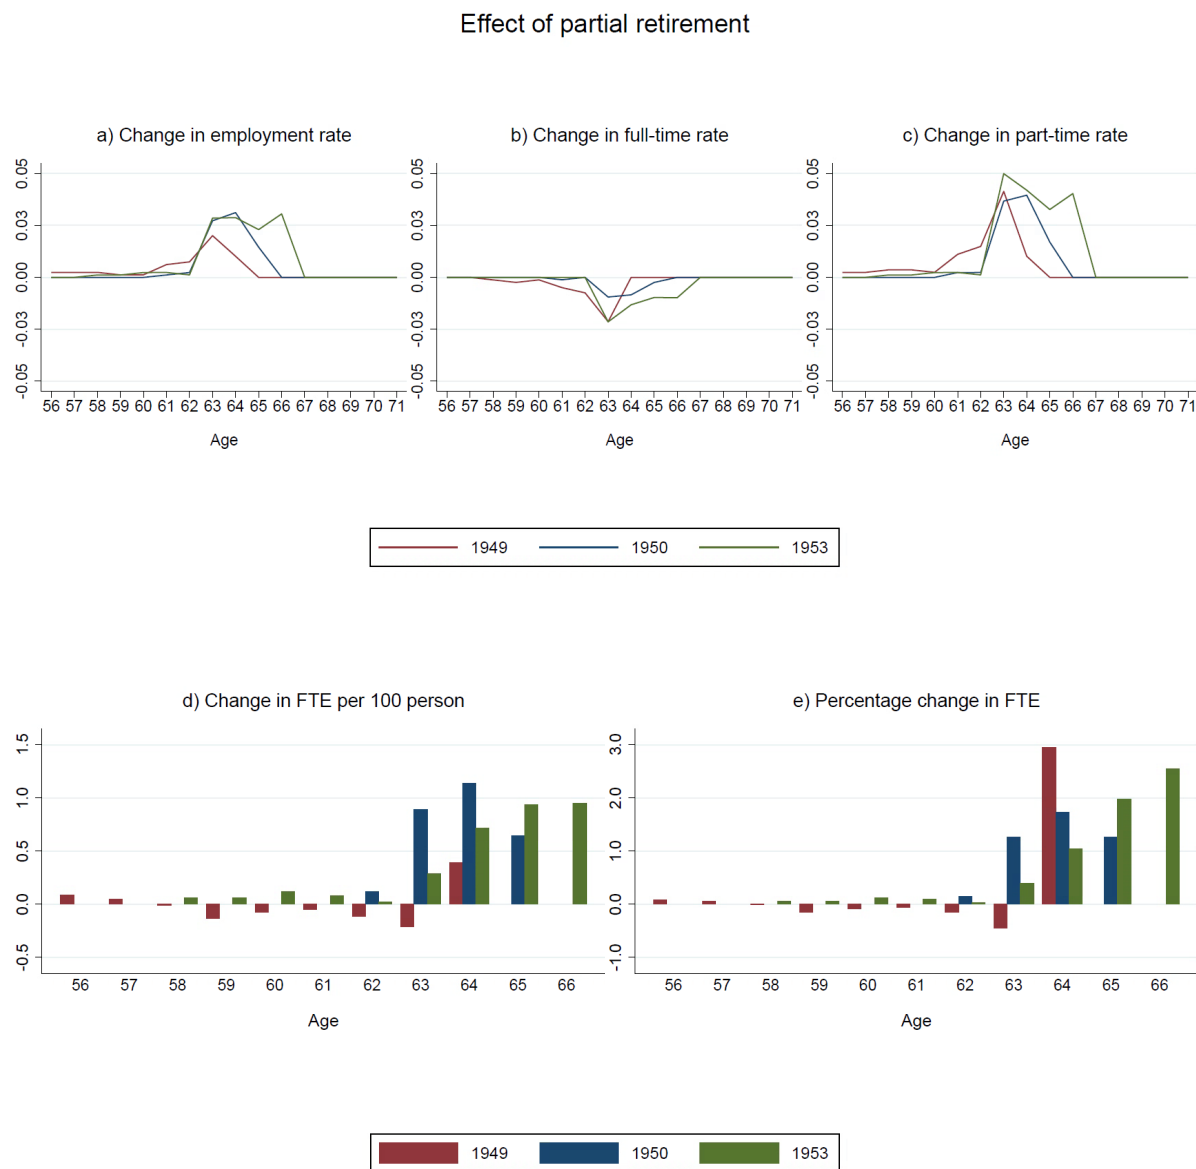 Effect of partial retirement
a) Change in employment rate
0.05
0.03
0.00
-0.03
-0.05
56 57 58 59 60 61 62 63 64 65 66 67 68 69 70 71
Age
b) Change in full-time rate
0.05
0.03
0.00
-0.03
-0.05
56 57 58 59 60 61 62 63 64 65 66 67 68 69 70 71
Age
c) Change in part-time rate
0.05
0.03
0.00
-0.03
-0.05
56 57 58 59 60 61 62 63 64 65 66 67 68 69 70 71
Age
1949 1950 1953
d) Change in FTE per 100 person
1.5
1.0
0.5
0.0
-0.5
56 57 58 59 60 61 62 63 64 65 66
Age
e) Percentage change in FTE
3.0
2.0
1.0
0.0
-1.0
56 57 58 59 60 61 62 63 64 65 66
Age
1949 1950 1953